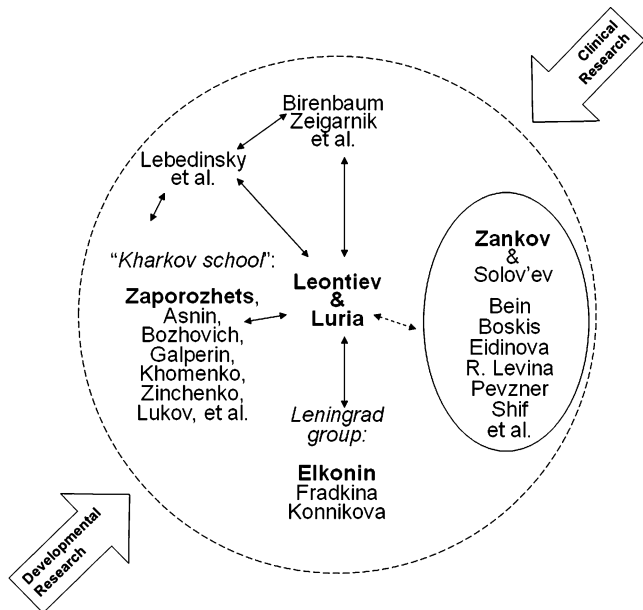 Clinical
Research
Birenbaum
Zeigarnik
et al.
Lebedinsky
et al.
“Kharkov school”:
Zaporozhets,
Asnin,
Bozhovich,
Galperin,
Khomenko,
Zinchenko,
Lukov, et al.
Leontiev
&
Luria
Zankov
&
Solov’ev
Bein
Boskis
Eidinova
R. Levina
Pevzner
Shif
et al.
Leningrad
group:
Elkonin
Fradkina
Konnikova
Developmental
Research